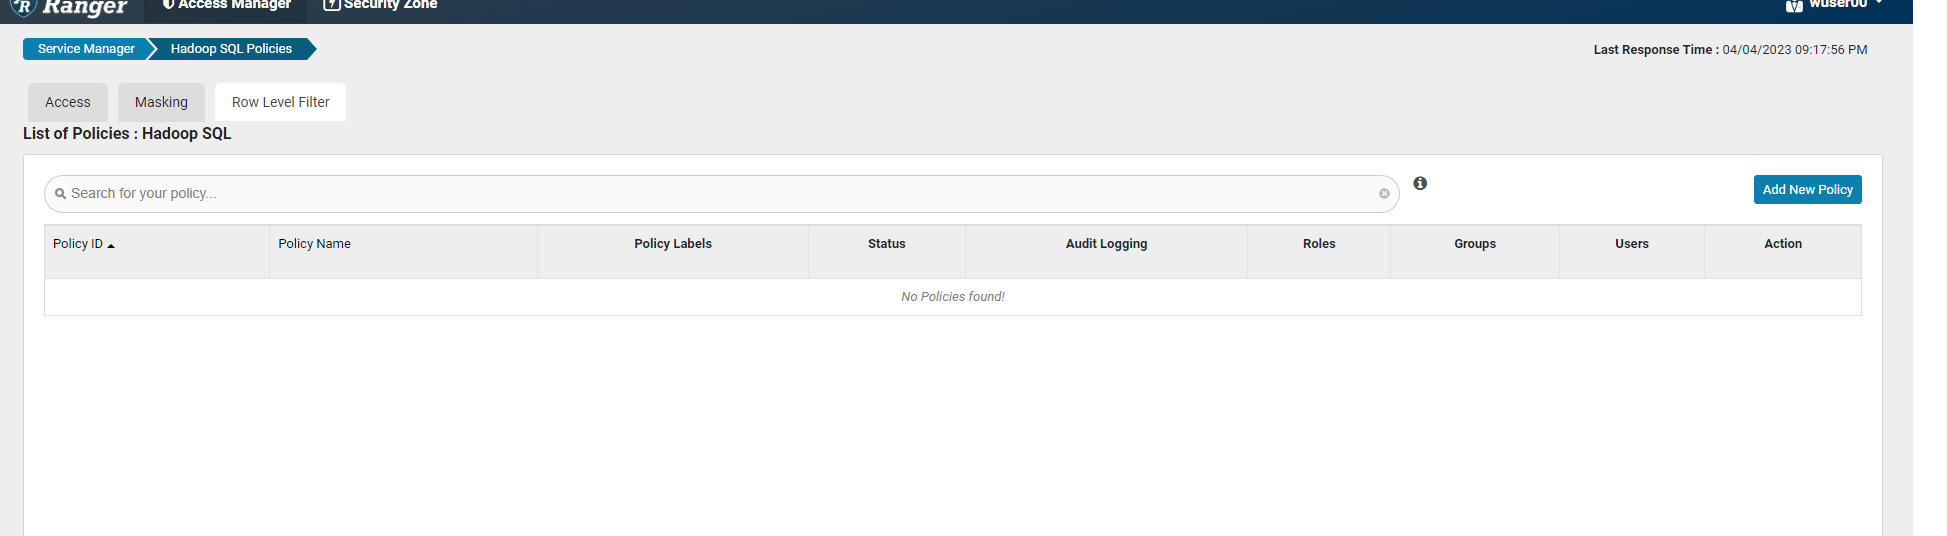 Ranger Access Manager Security Zone wuser00
Service Manager Hadoop SQL Policies Last Response Time : 04/04/2023 09:17:56 PM
Access Masking Row Level Filter
List of Policies : Hadoop SQL
Search for your policy... Add New Policy
Policy ID Policy Name Policy Labels Status Audit Logging Roles Groups Users Action
No Policies found!